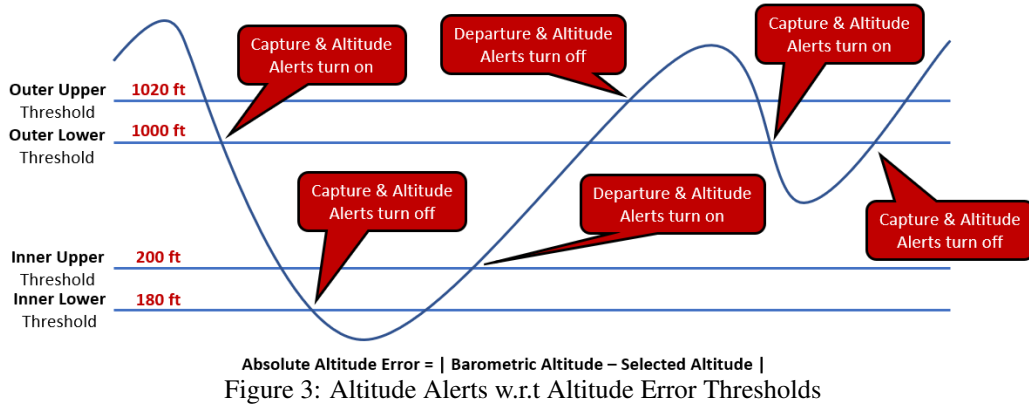 Capture & Altitude
Alerts turn on
Departure & Altitude
Alerts turn off
Capture & Altitude
Alerts turn on
Outer Upper
Threshold
1020 ft
Outer Lower
Threshold
1000 ft
Capture & Altitude
Alerts turn off
Departure & Altitude
Alerts turn on
Capture & Altitude
Alerts turn off
Inner Upper
Threshold
200 ft
Inner Lower
Threshold
180 ft
Absolute Altitude Error = | Barometric Altitude – Selected Altitude |
Figure 3: Altitude Alerts w.r.t Altitude Error Thresholds